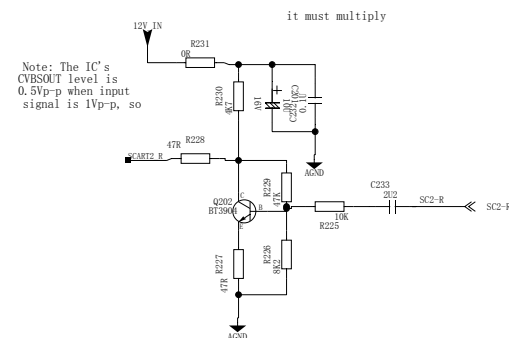 it must multiply
12V_IN
R231
0R
Note: The IC's
CVBSOUT level is
0.5Vp-p when input
signal is 1Vp-p, so
R230
4K7
16V
100
C232
0.1U
R228
47R
SCART2_R
AGND
R229
47K
C233
2U2
SC2-R
SC2-R
Q202
BT3904
C
B
E
10K
R225
R227
47R
R226
8K2
AGND